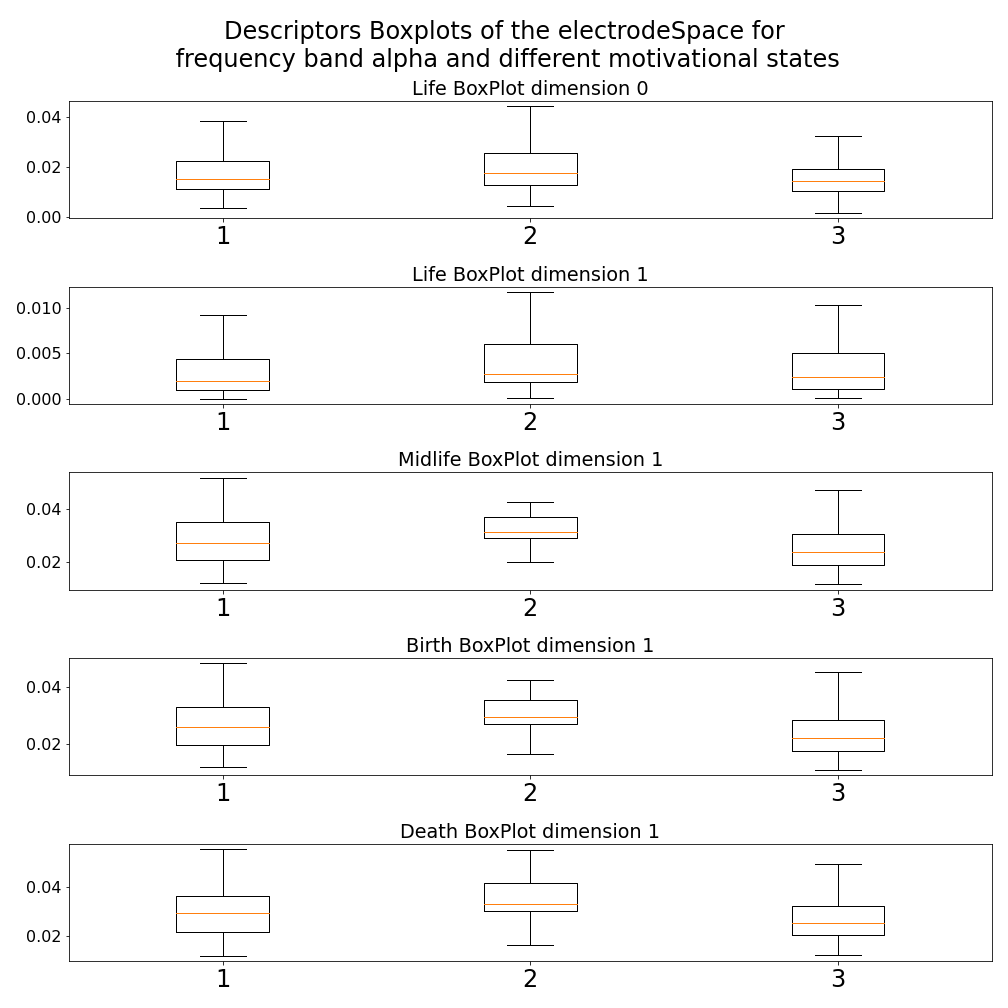 Descriptors Boxplots of the electrodeSpace for
frequency band alpha and different motivational states
Life BoxPlot dimension 0
0.04
0.02
0.00
1 2 3
Life BoxPlot dimension 1
0.010
0.005
0.000
1 2 3
Midlife BoxPlot dimension 1
0.04
0.02
1 2 3
Birth BoxPlot dimension 1
0.04
0.02
1 2 3
Death BoxPlot dimension 1
0.04
0.02
1 2 3